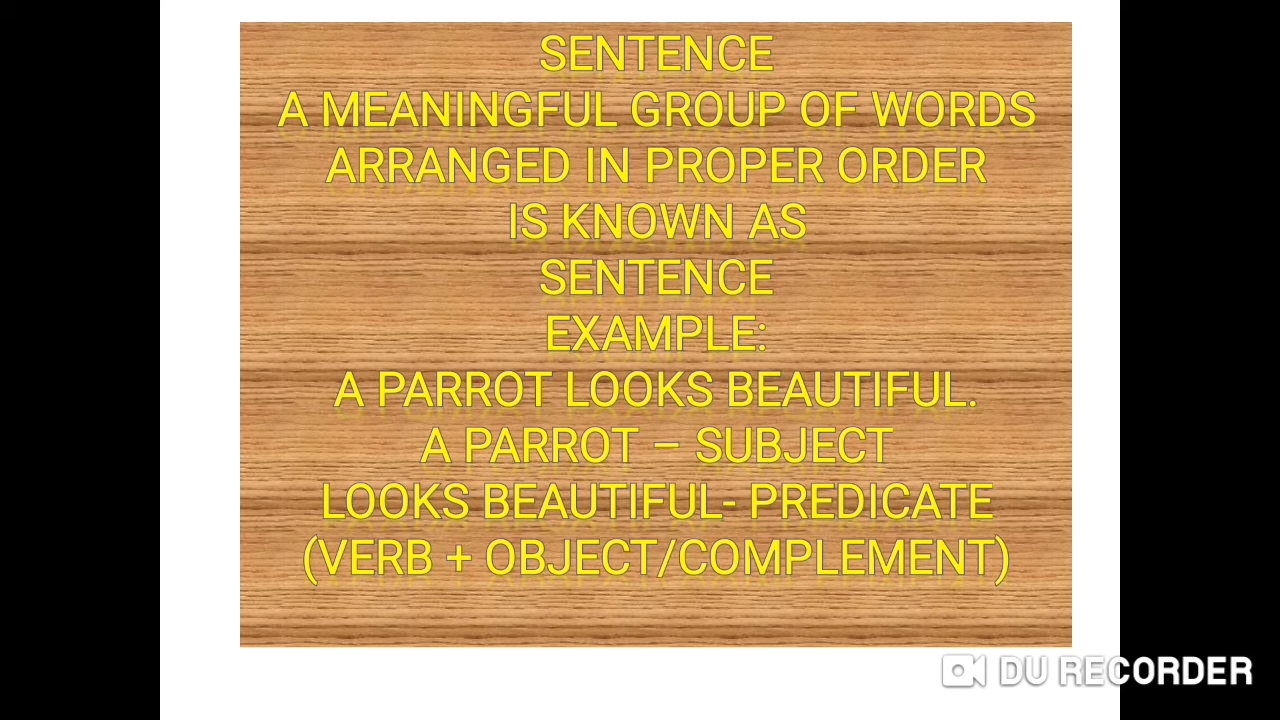 SENTENCE
A MEANINGFUL GROUP OF WORDS
ARRANGED IN PROPER ORDER
IS KNOWN AS
SENTENCE
EXAMPLE:
A PARROT LOOKS BEAUTIFUL.
A PARROT – SUBJECT
LOOKS BEAUTIFUL- PREDICATE
(VERB + OBJECT/COMPLEMENT)
DU RECORDER